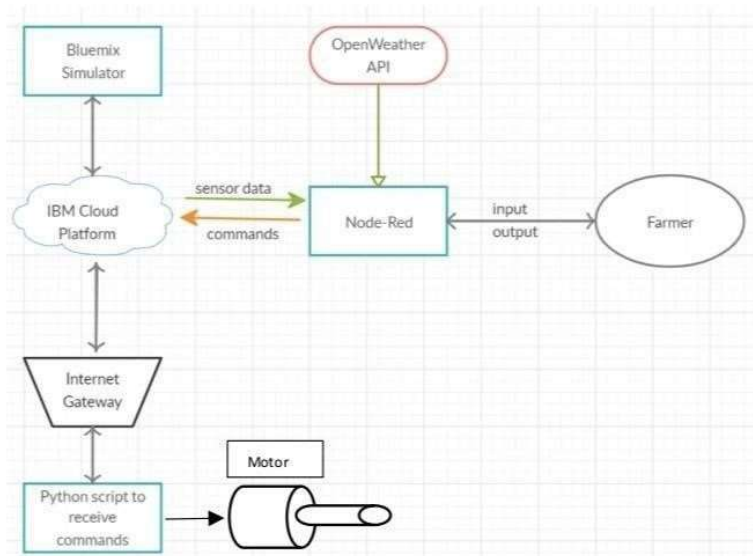 Bluemix
Simulator
OpenWeather
API
sensor data
commands
IBM Cloud
Platform
Node-Red
input
output
Farmer
Internet
Gateway
Motor
Python script to
receive
commands